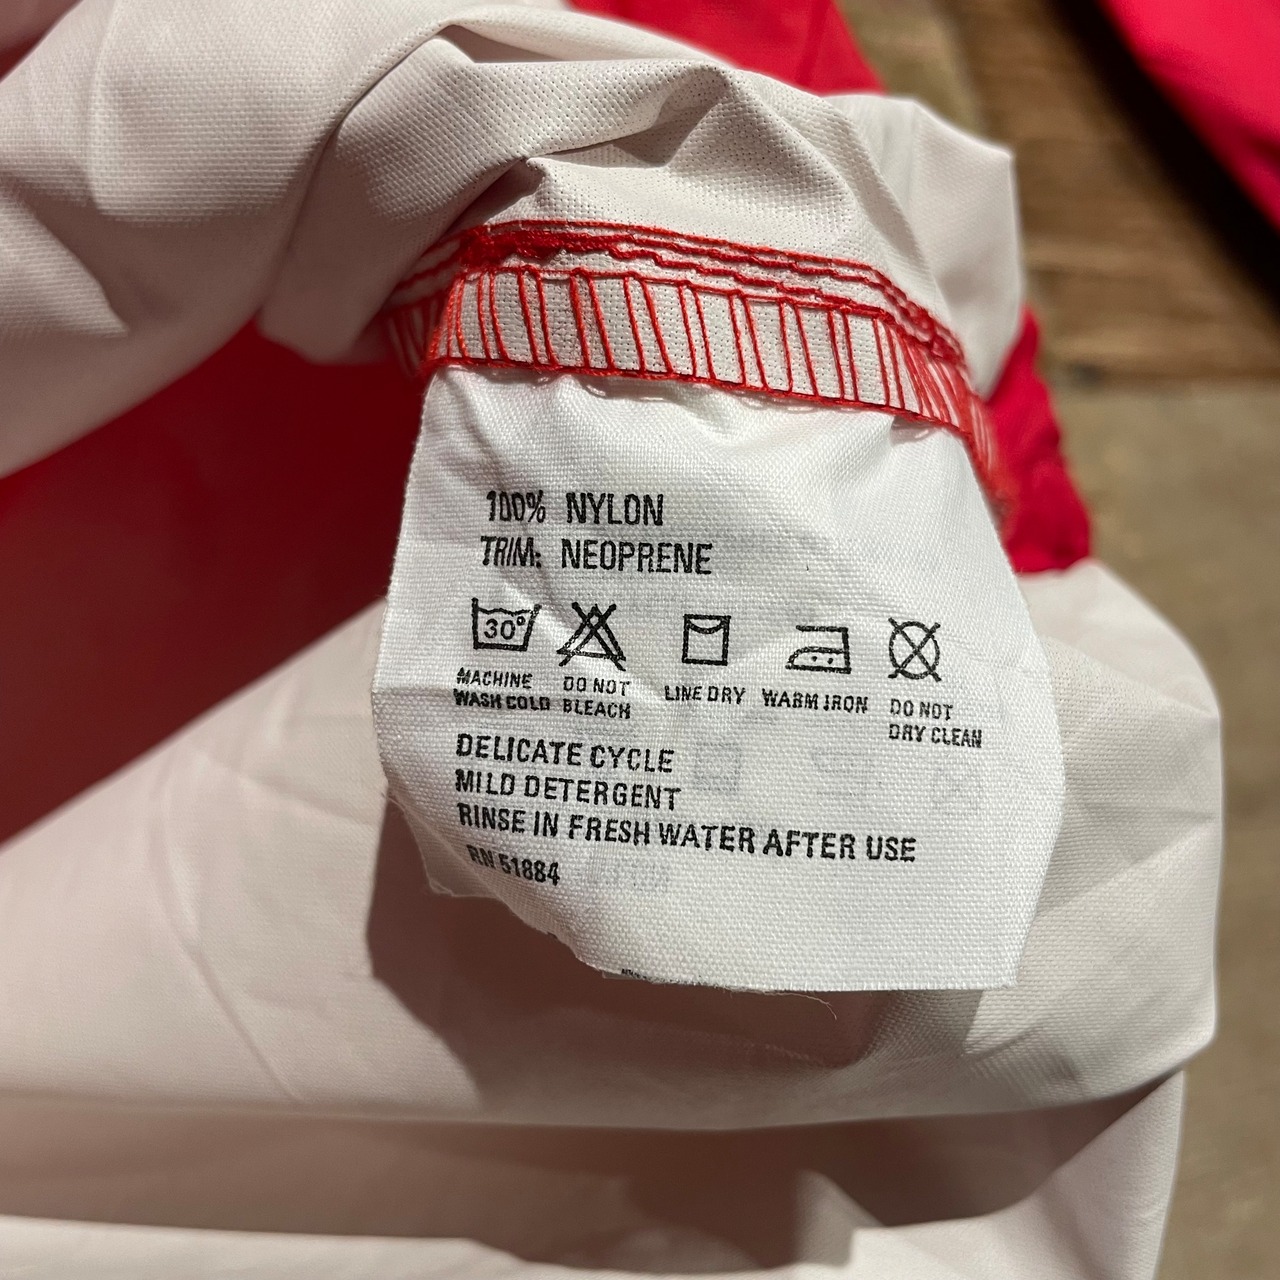 100% NYLON
TRIM: NEOPRENE
30°
MACHINE WASH COLD
DO NOT BLEACH
LINE DRY
WARM IRON
DO NOT DRY CLEAN
DELICATE CYCLE
MILD DETERGENT
RINSE IN FRESH WATER AFTER USE
RN 51884